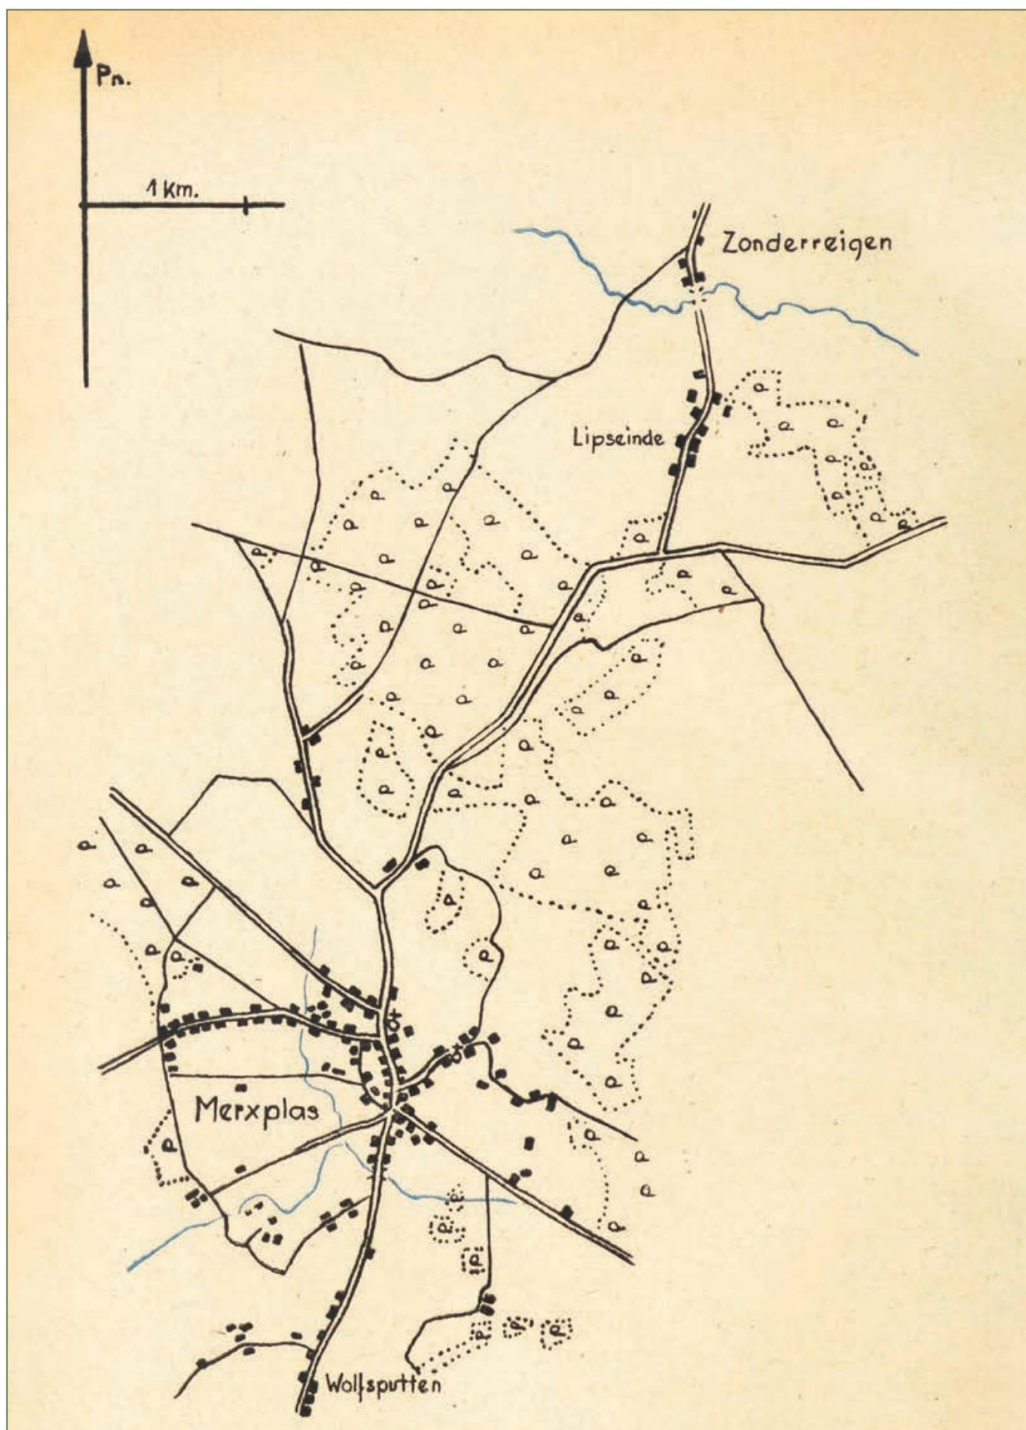 Pn.
1 Km.
Zonderreigen
Lipseinde
Merxplas
Wolfsputten